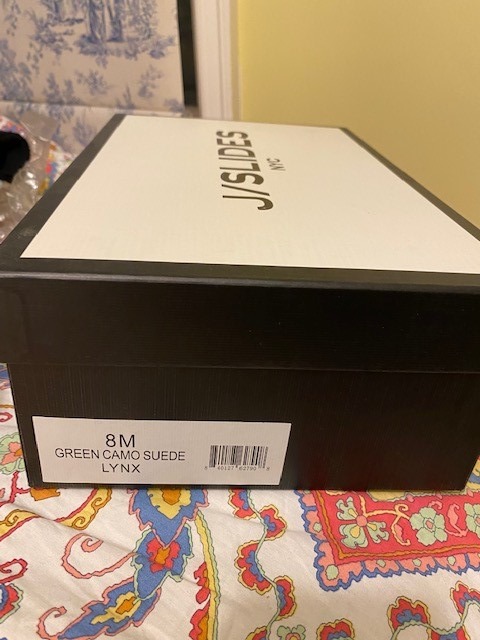 J/SLIDES
NYC
8M
GREEN CAMO SUEDE
LYNX